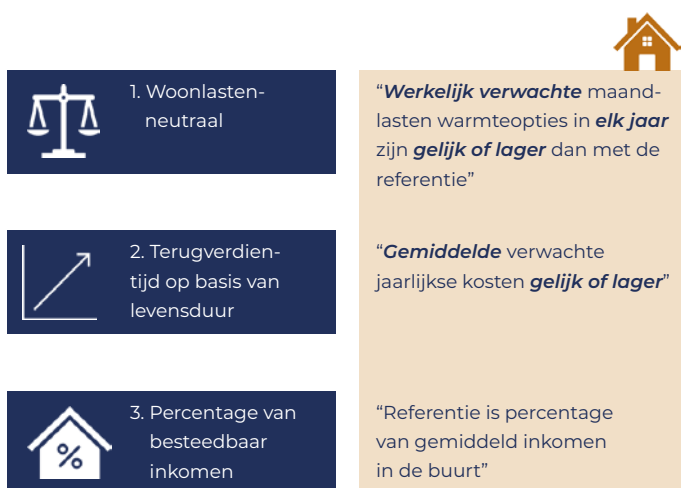 1. Woonlasten-
neutraal
“Werkelijk verwachte maand-
lasten warmteopties in elk jaar
zijn gelijk of lager dan met de
referentie”
2. Terugverdien-
tijd op basis van
levensduur
“Gemiddelde verwachte
jaarlijkse kosten gelijk of lager”
3. Percentage van
besteedbaar
inkomen
%
“Referentie is percentage
van gemiddeld inkomen
in de buurt”